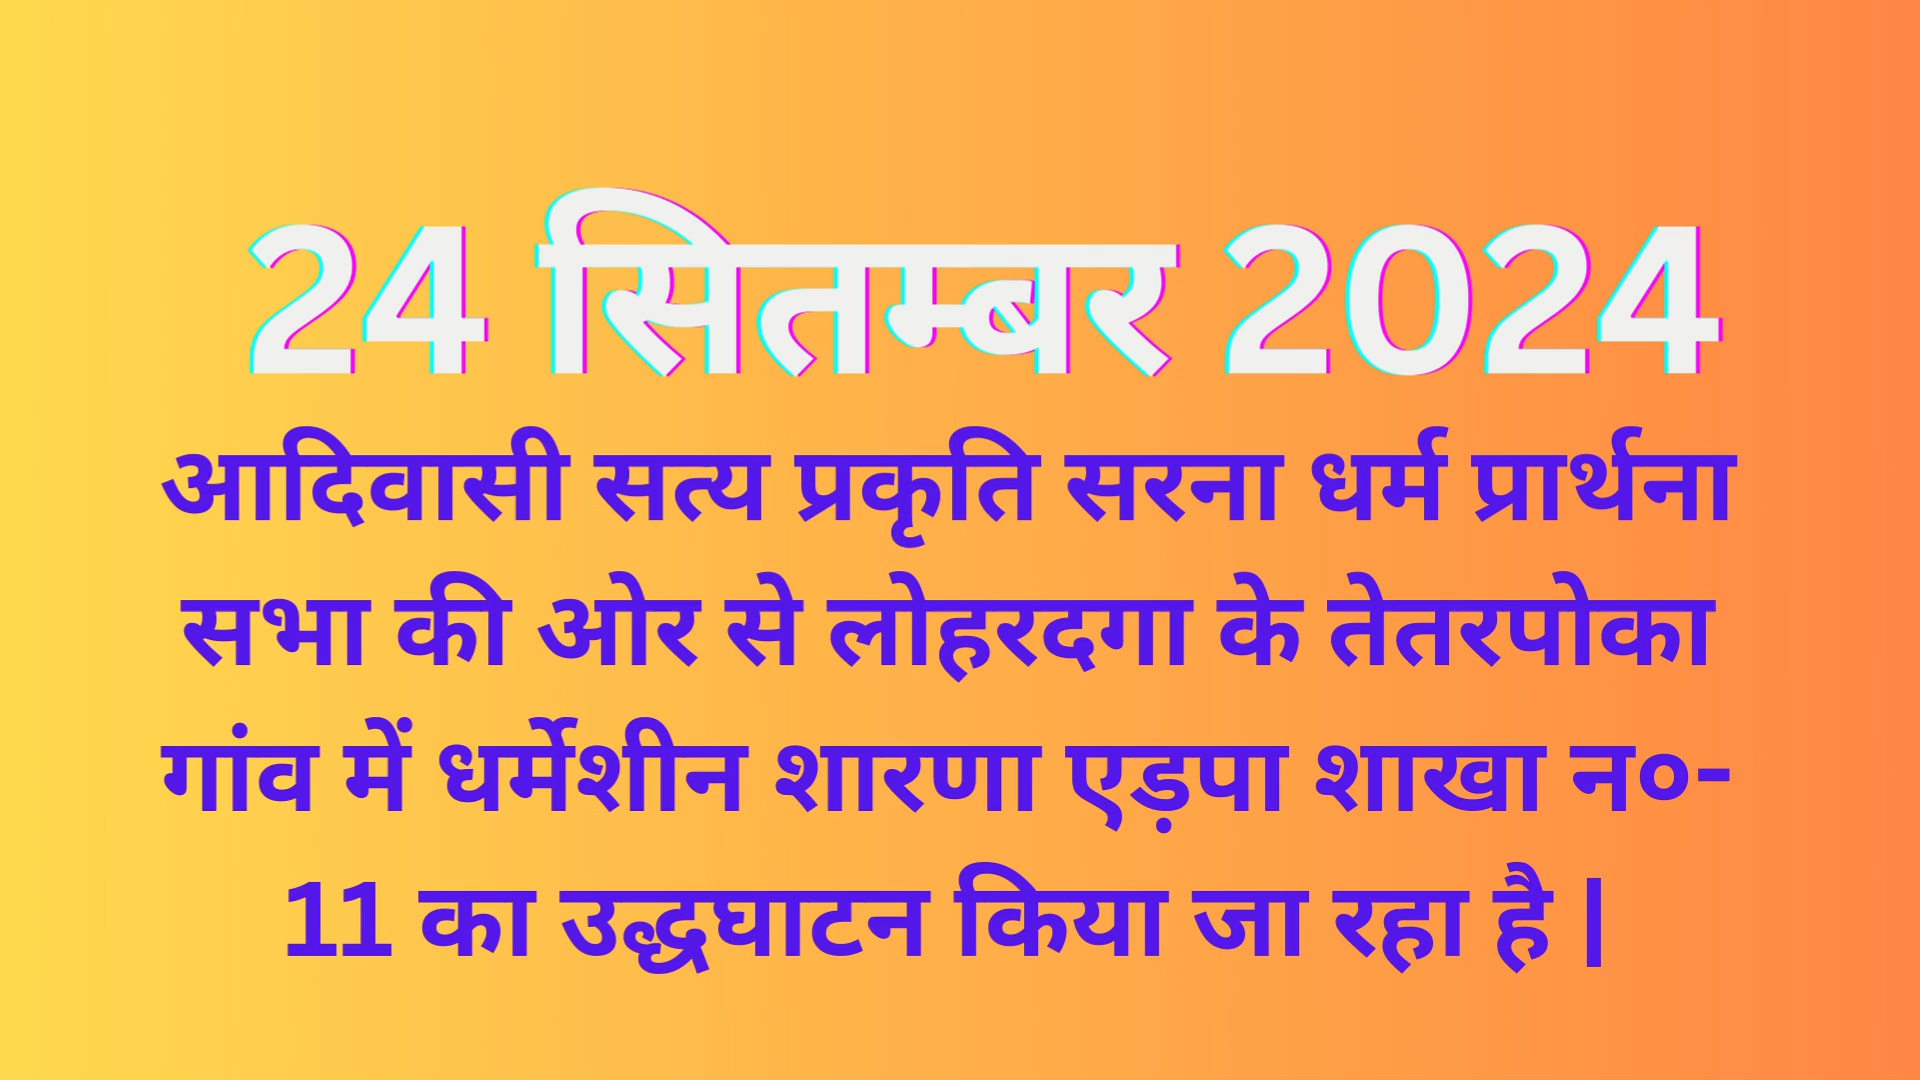 24 सितम्बर 2024
आदिवासी सत्य प्रकृति सरना धर्म प्रार्थना
सभा की ओर से लोहरदगा के तेतरपोका
गांव में धर्मेशीन शारणा एड़पा शाखा न०-
11 का उद्धघाटन किया जा रहा है |